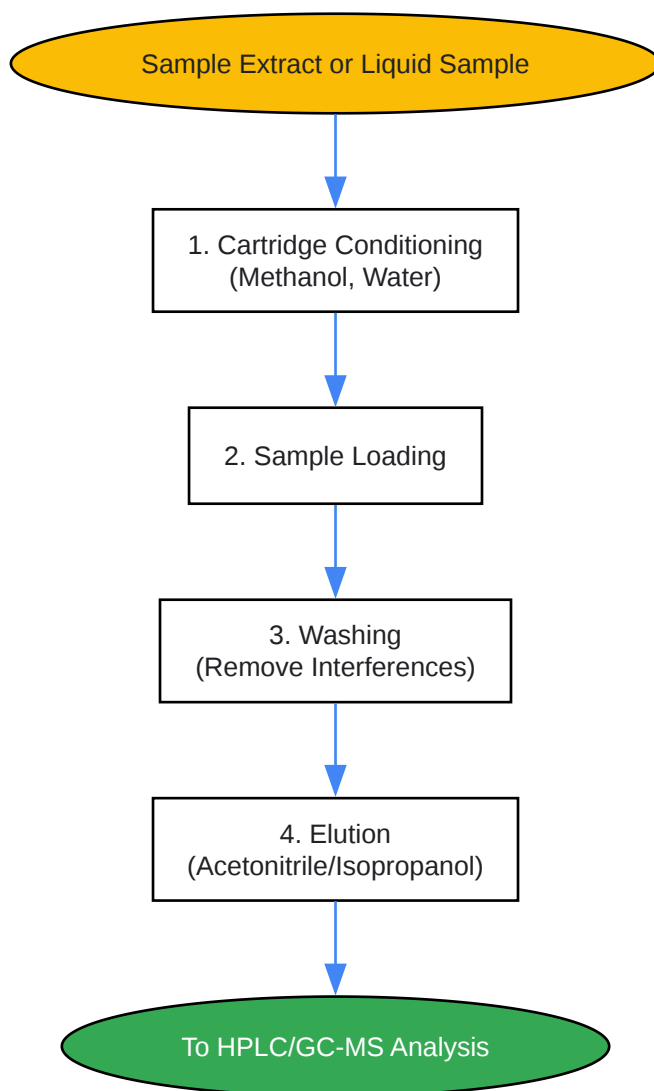 Sample Extract or Liquid Sample
1. Cartridge Conditioning
(Methanol, Water)
2. Sample Loading
3. Washing
(Remove Interferences)
4. Elution
(Acetonitrile/Isopropanol)
To HPLC/GC-MS Analysis